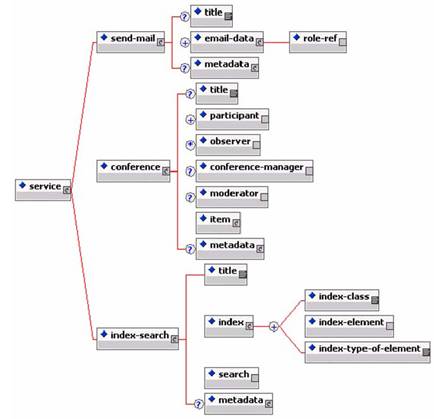 service
send-mail
title
email-data
role-ref
metadata
conference
title
participant
observer
conference-manager
moderator
item
metadata
index-search
title
index
index-class
index-element
index-type-of-element
search
metadata